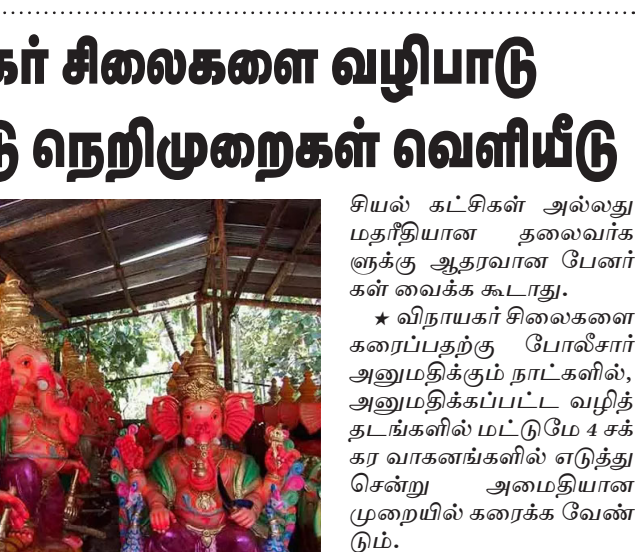 கர் சிலைகளை வழிபாடு
டு நெறிமுறைகள் வெளியீடு
சியல் கட்சிகள் அல்லது
மதரீதியான தலைவர்க
ளுக்கு ஆதரவான பேனர்
கள் வைக்க கூடாது.
★ விநாயகர் சிலைகளை
கரைப்பதற்கு போலீசார்
அனுமதிக்கும் நாட்களில்,
அனுமதிக்கப்பட்ட வழித்
தடங்களில் மட்டுமே 4 சக்
கர வாகனங்களில் எடுத்து
சென்று அமைதியான
முறையில் கரைக்க வேண்
டும்.